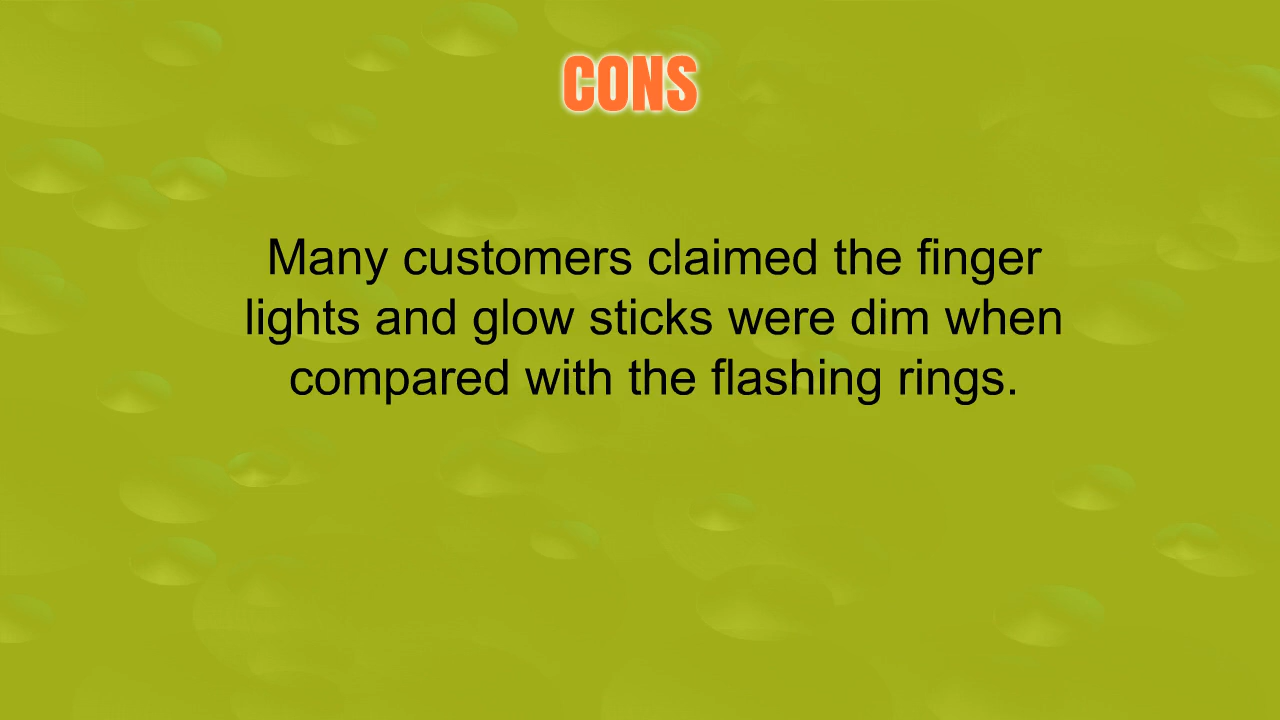 CONS
Many customers claimed the finger
lights and glow sticks were dim when
compared with the flashing rings.